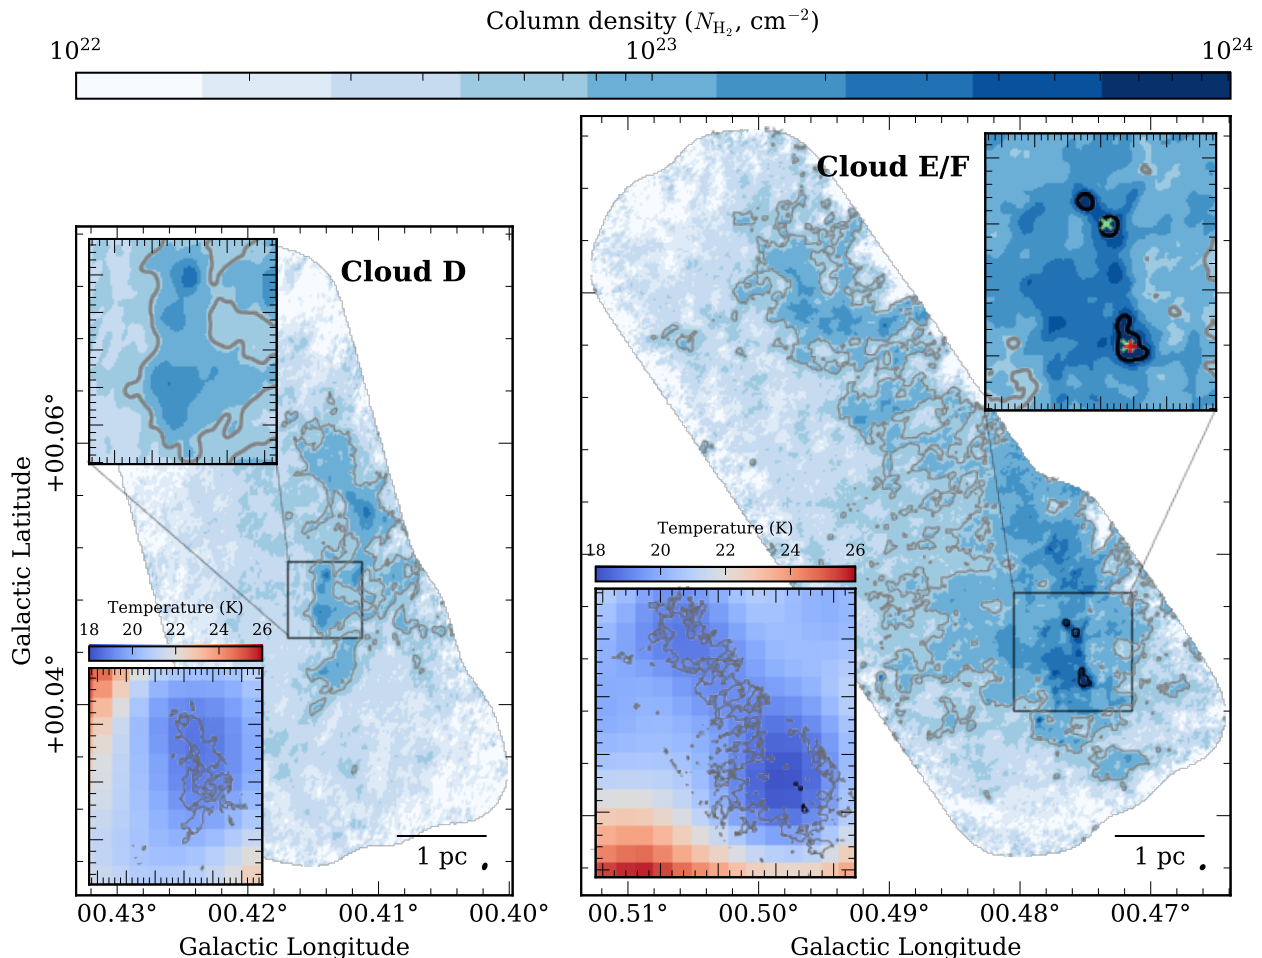 Column density (N_H₂, cm⁻²)
10²² 10²³ 10²⁴
Cloud D
Cloud E/F
Temperature (K)
18 20 22 24 26
Temperature (K)
18 20 22 24 26
+00.06°
+00.04°
Galactic Latitude
1 pc
1 pc
00.43° 00.42° 00.41° 00.40°
00.51° 00.50° 00.49° 00.48° 00.47°
Galactic Longitude
Galactic Longitude